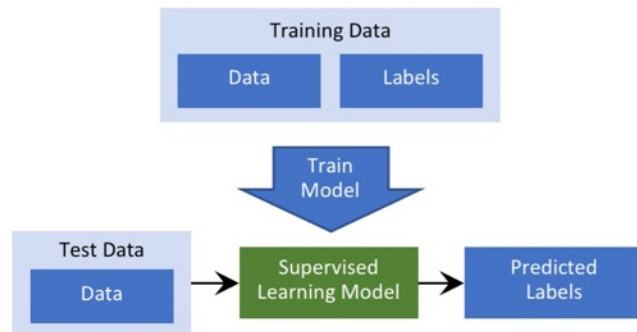 Training Data
Data
Labels
Train
Model
Test Data
Data
Supervised
Learning Model
Predicted
Labels